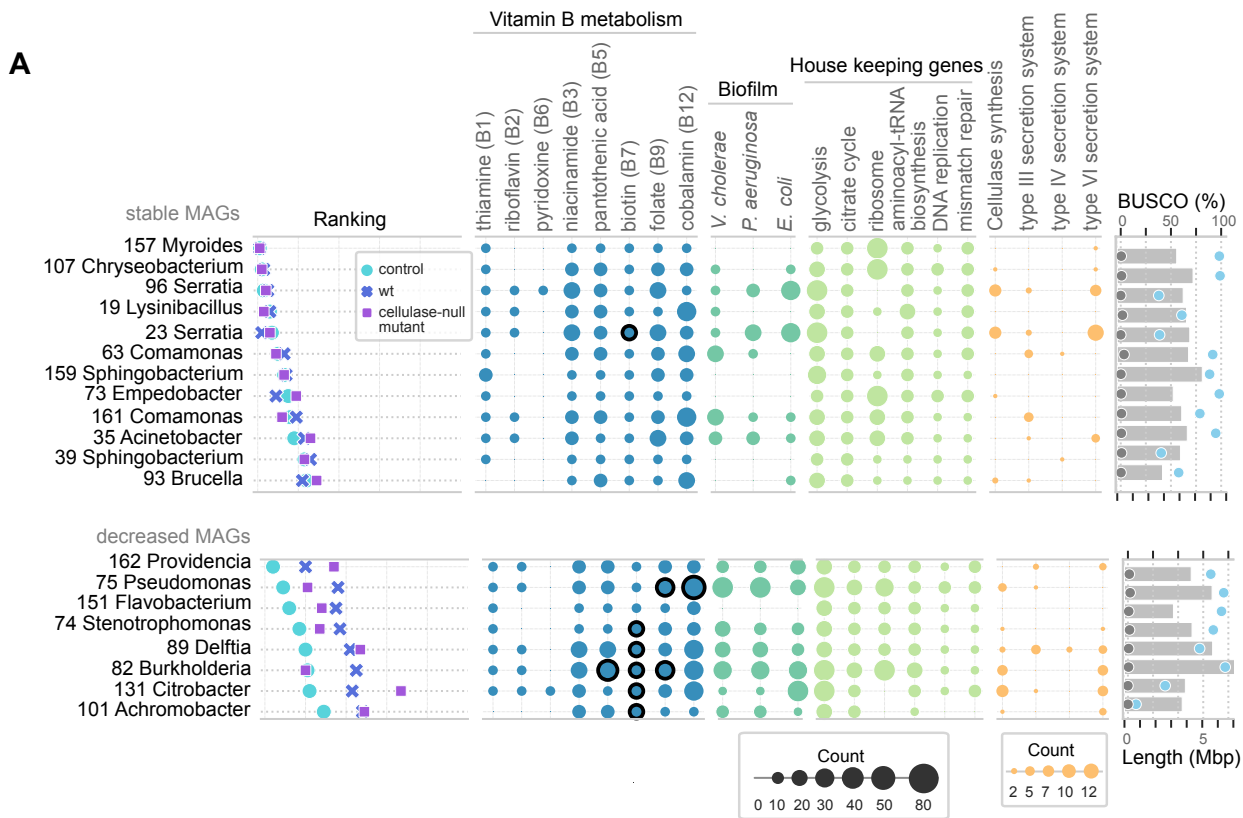 A
Vitamin B metabolism
Biofilm
House keeping genes
thiamine (B1)
riboflavin (B2)
pyridoxine (B6)
niacinamide (B3)
pantothenic acid (B5)
biotin (B7)
folate (B9)
cobalamin (B12)
V. cholerae
P. aeruginosa
E. coli
glycolysis
citrate cycle
ribosome
aminoacyl-tRNA
biosynthesis
DNA replication
mismatch repair
Cellulase synthesis
type III secretion system
type IV secretion system
type VI secretion system
BUSCO (%)
0 50 100
stable MAGs
Ranking
control
wt
cellulase-null
mutant
157 Myroides
107 Chryseobacterium
96 Serratia
19 Lysinibacillus
23 Serratia
63 Comamonas
159 Sphingobacterium
73 Empedobacter
161 Comamonas
35 Acinetobacter
39 Sphingobacterium
93 Brucella
decreased MAGs
162 Providencia
75 Pseudomonas
151 Flavobacterium
74 Stenotrophomonas
89 Delftia
82 Burkholderia
131 Citrobacter
101 Achromobacter
0 5
Length (Mbp)
Count
0 10 20 30 40 50 80
Count
2 5 7 10 12